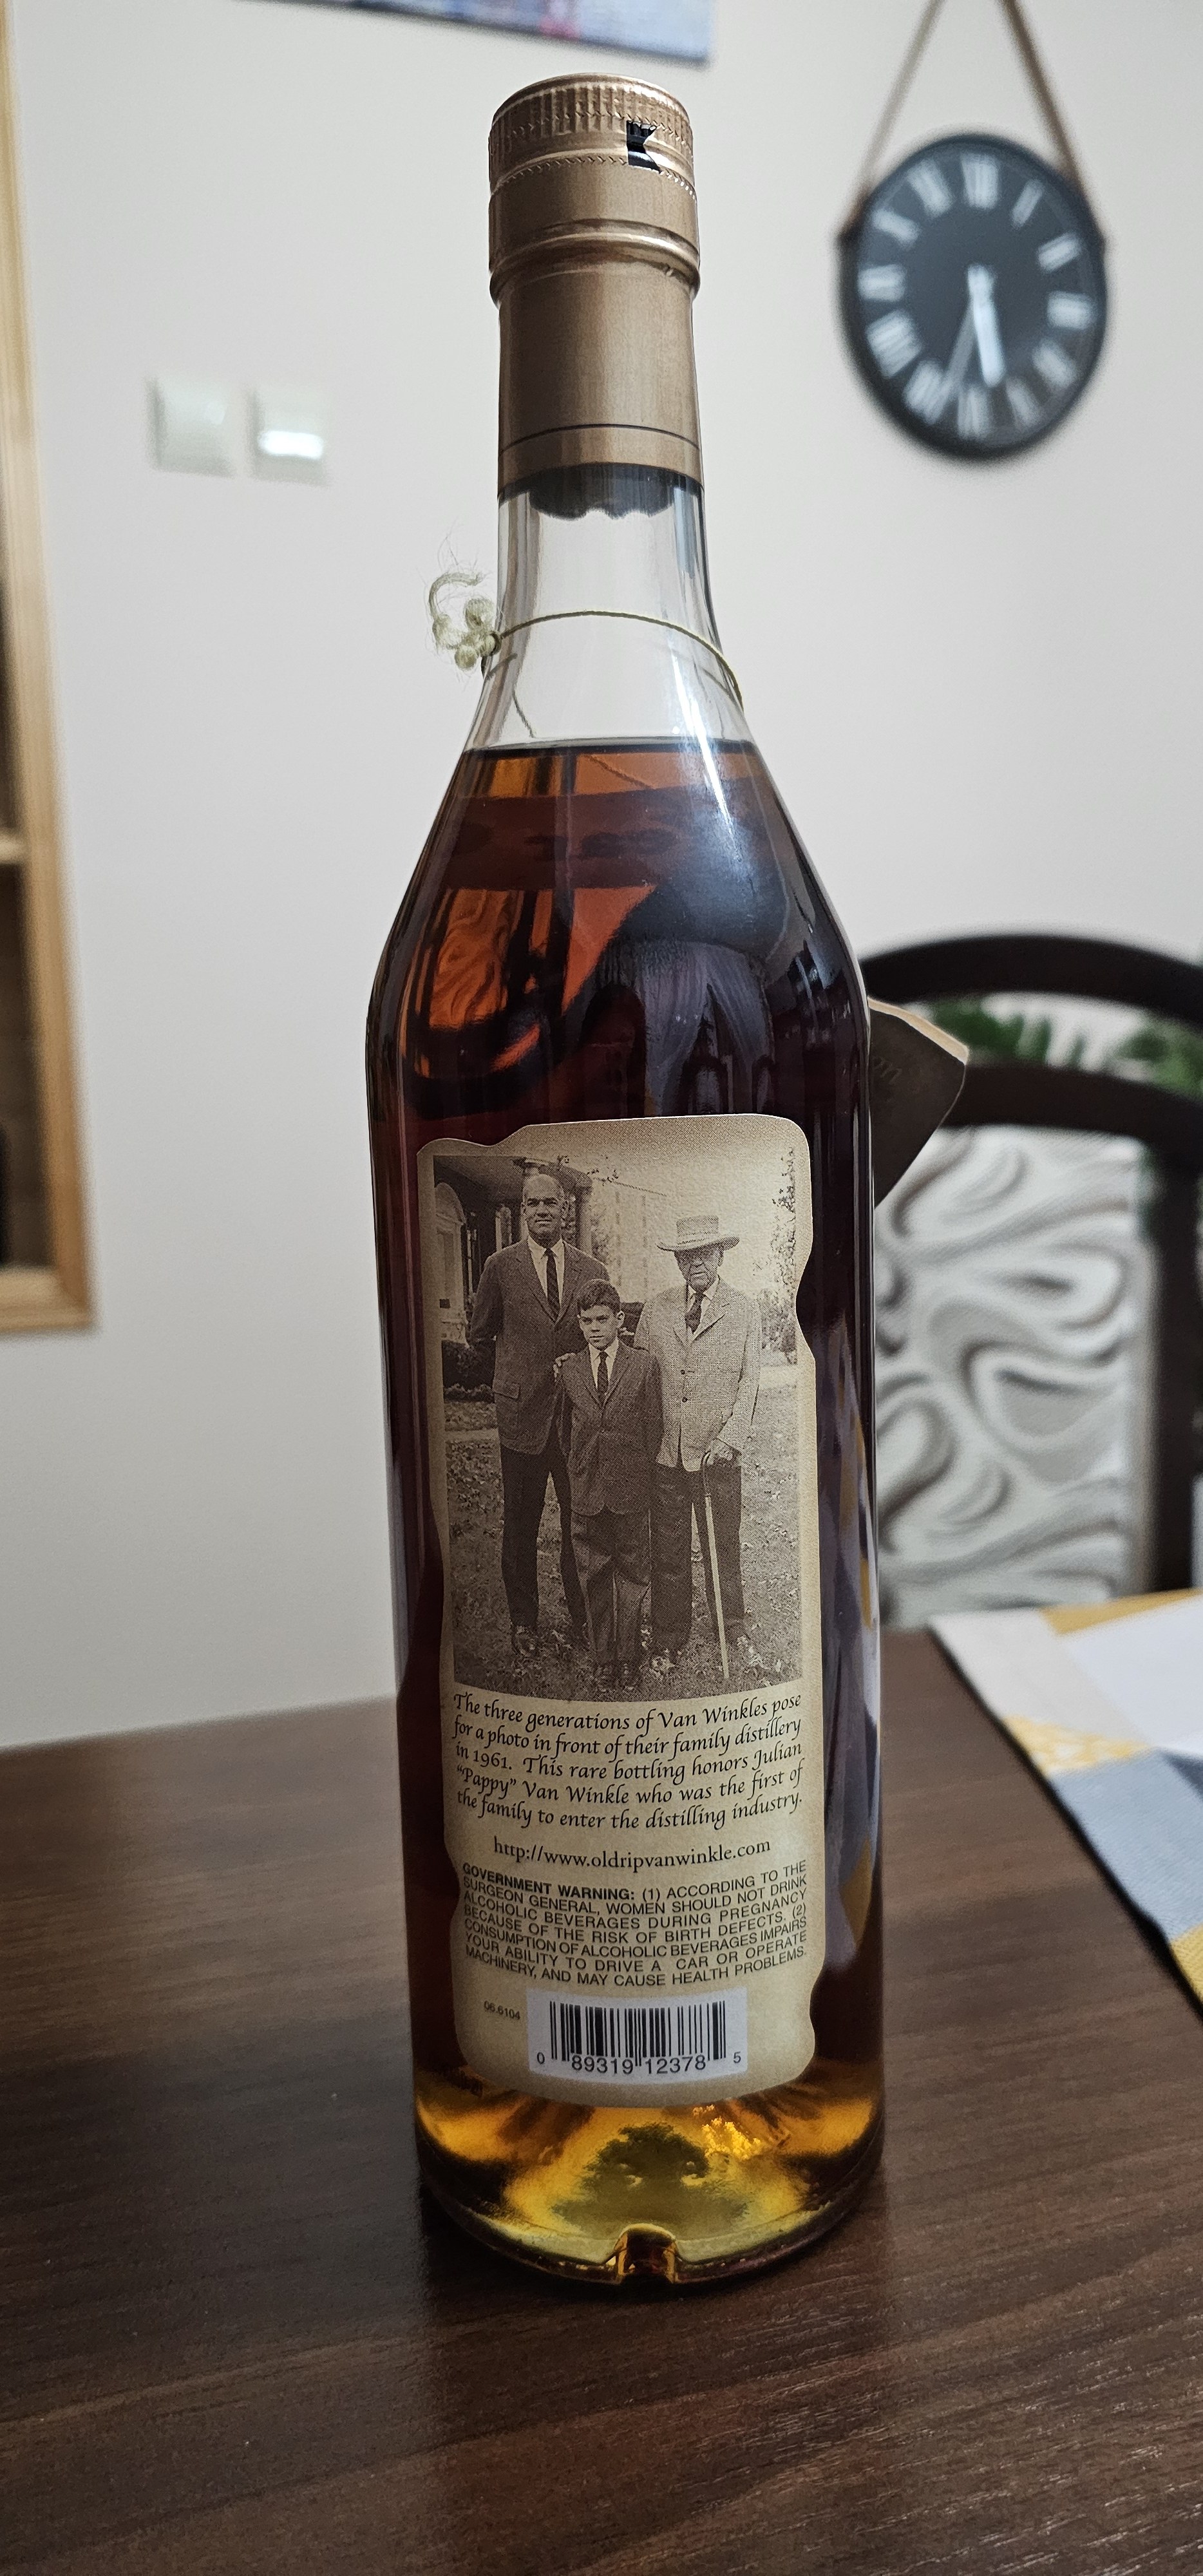 The three generations of Van Winkles pose
for a photo in front of their family distillery
in 1961. This rare bottling honors Julian
"Pappy" Van Winkle who was the first of
the family to enter the distilling industry.
http://www.oldripvanwinkle.com
GOVERNMENT WARNING: (1) ACCORDING TO THE
SURGEON GENERAL, WOMEN SHOULD NOT DRINK
ALCOHOLIC BEVERAGES DURING PREGNANCY
BECAUSE OF THE RISK OF BIRTH DEFECTS. (2)
CONSUMPTION OF ALCOHOLIC BEVERAGES IMPAIRS
YOUR ABILITY TO DRIVE A CAR OR OPERATE
MACHINERY, AND MAY CAUSE HEALTH PROBLEMS.
06.6104
0 89319 12378 5